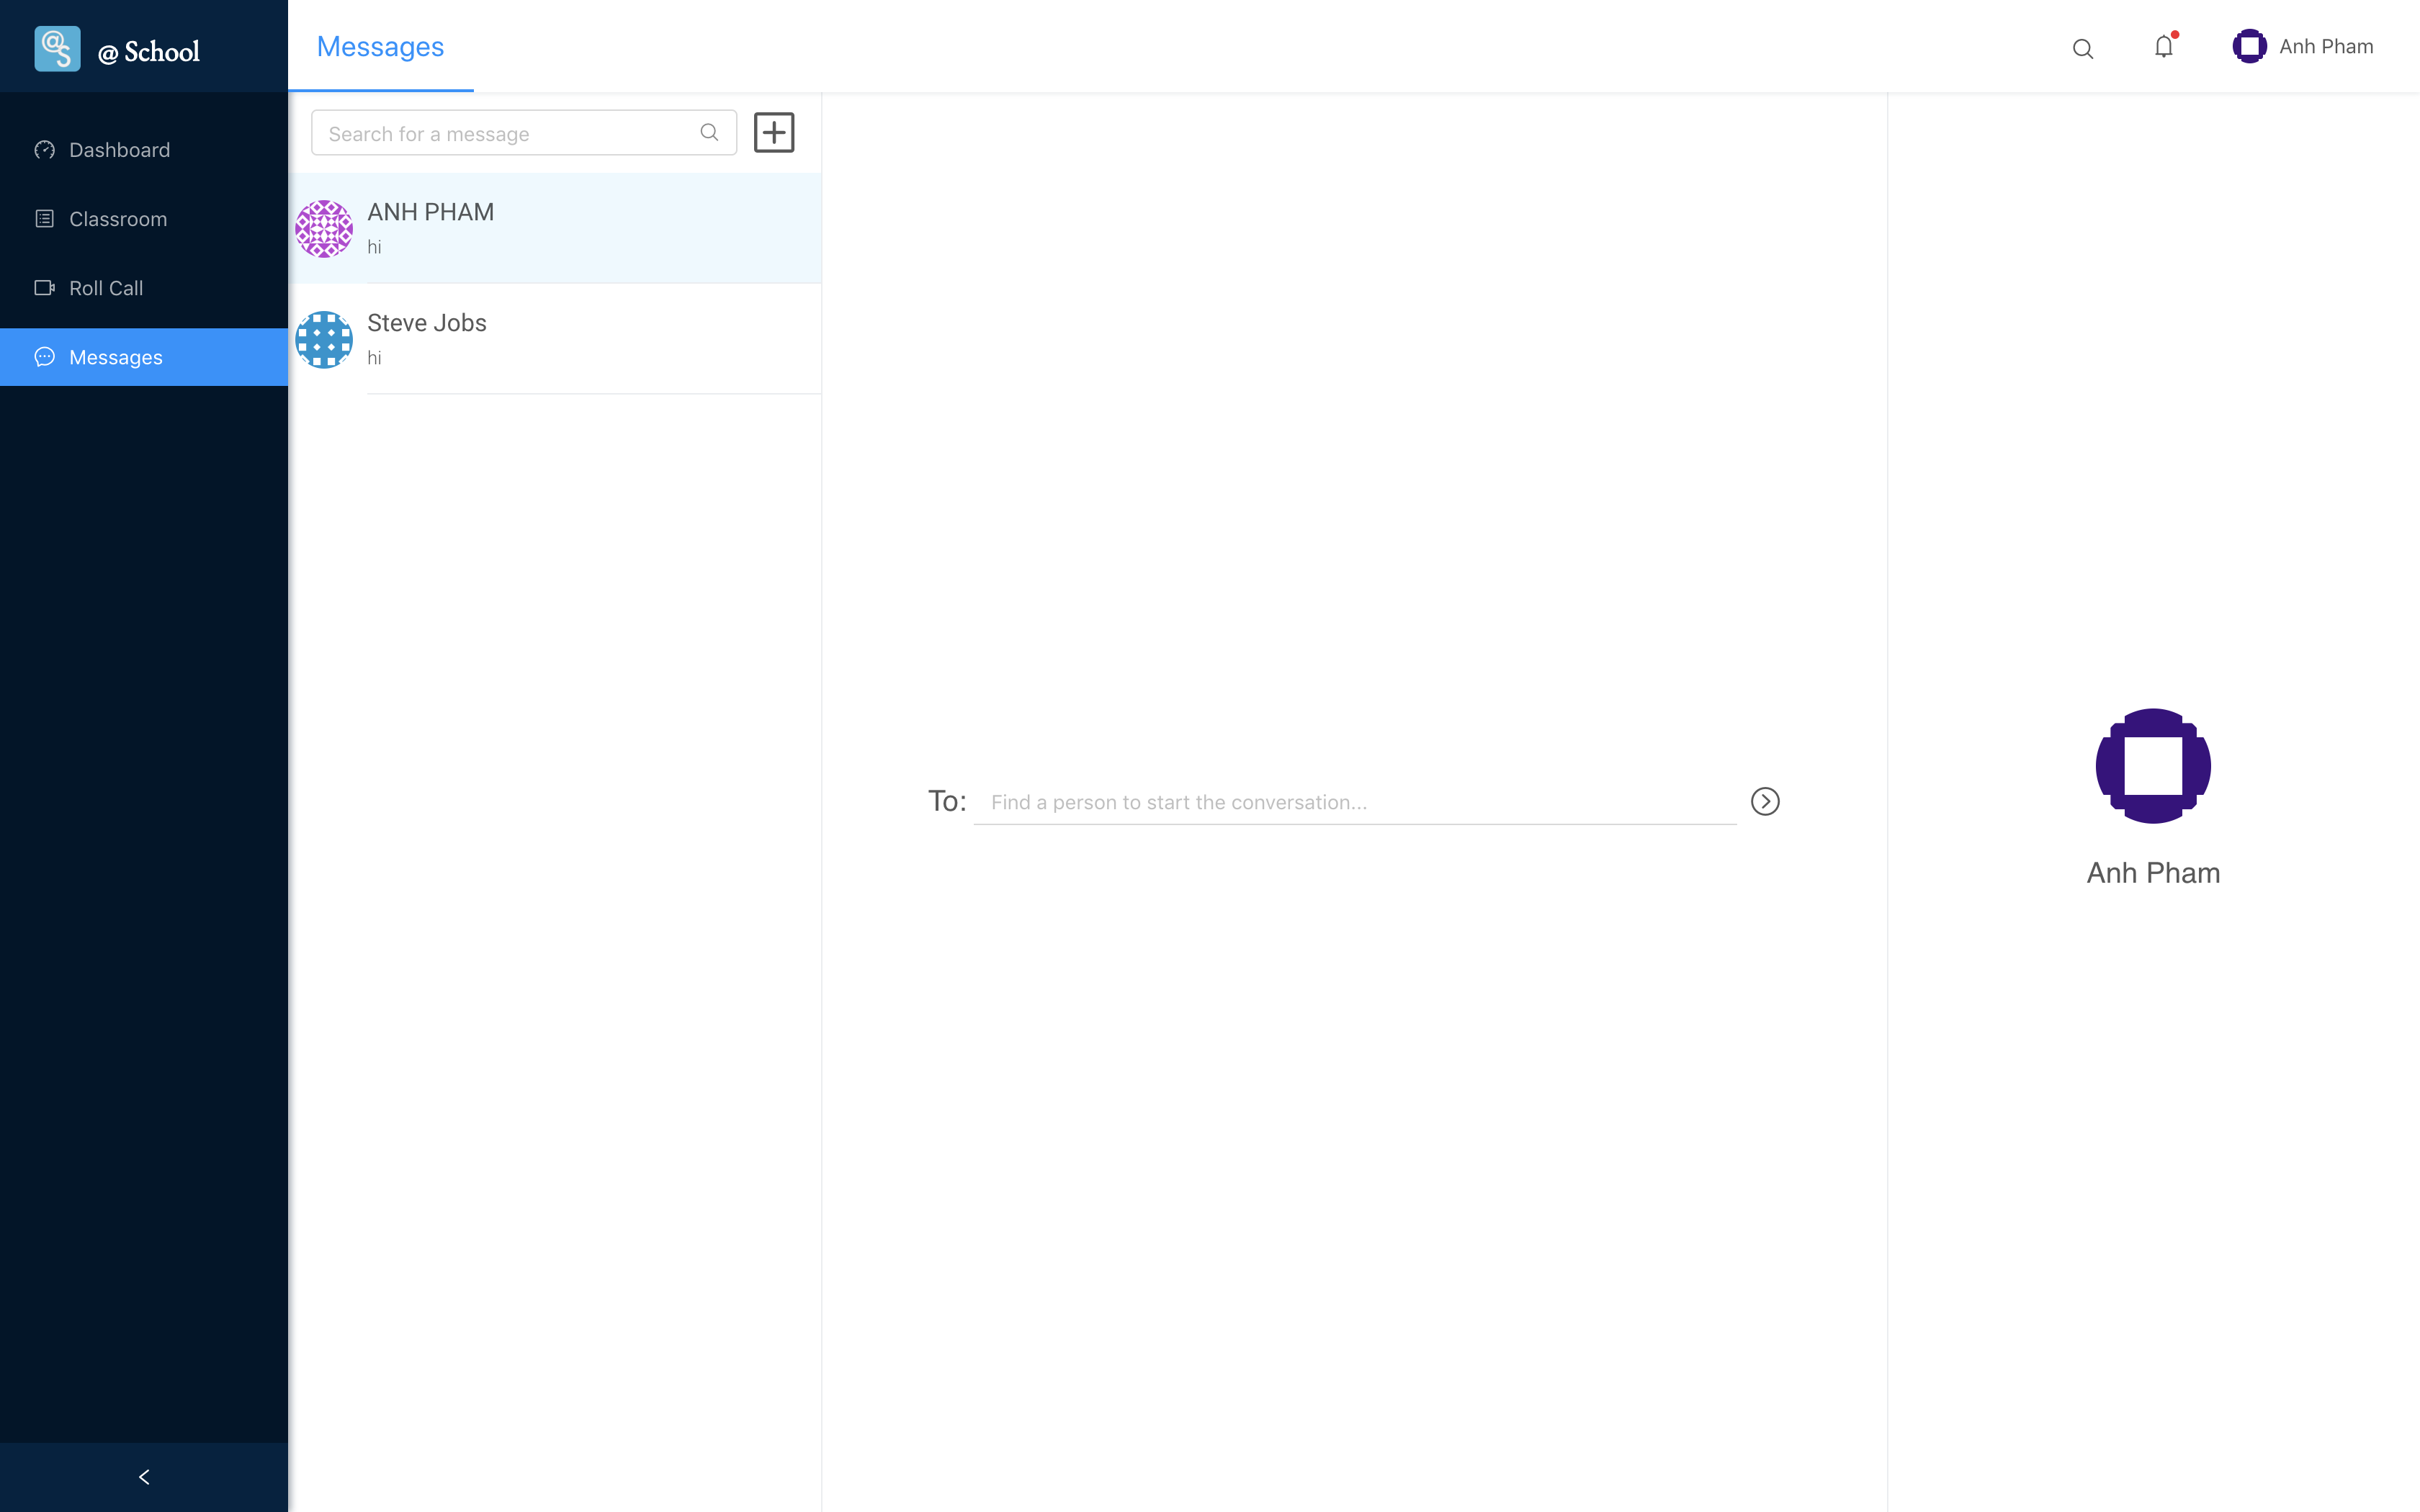 @ School
Messages
Anh Pham
Dashboard
Classroom
Roll Call
Messages
Search for a message
ANH PHAM
hi
Steve Jobs
hi
To: Find a person to start the conversation...
Anh Pham